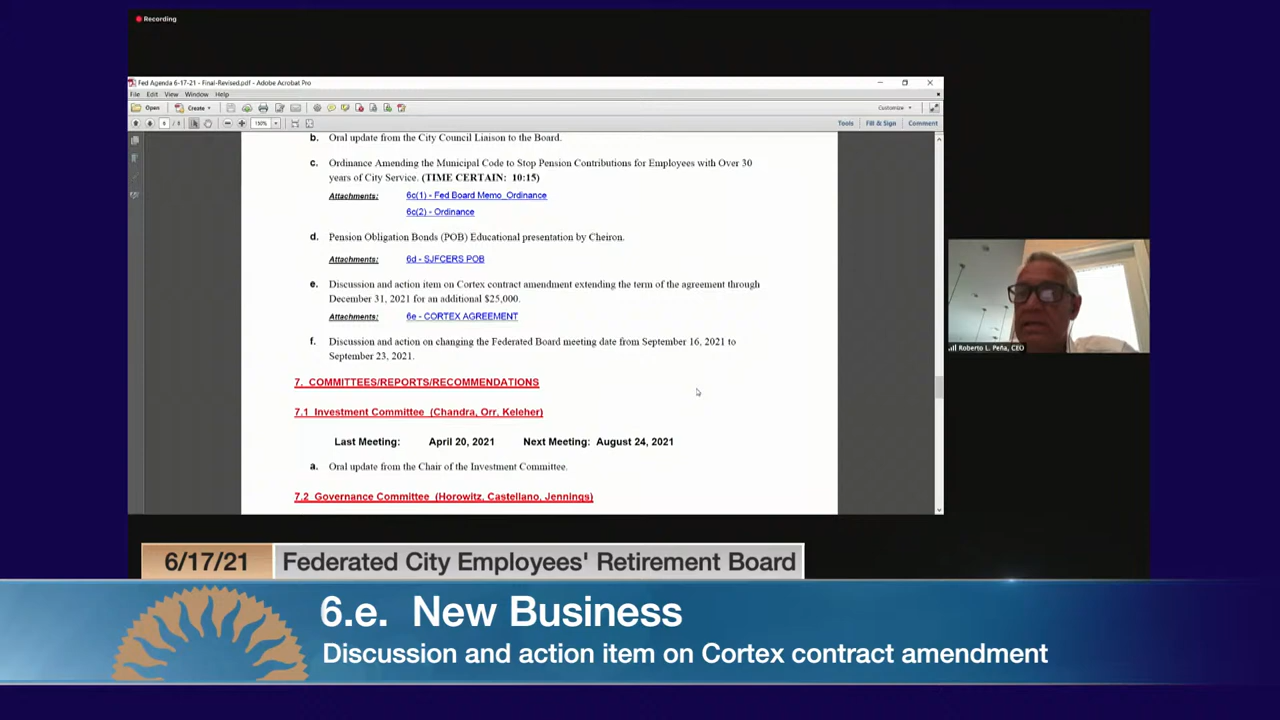 Recording
Fed Agenda 6-17-21 - Final-Revised.pdf - Adobe Acrobat Pro
File Edit View Window Help
Open Create Customize
150% Tools Fill & Sign Comment
b. Oral update from the City Council Liaison to the Board.
c. Ordinance Amending the Municipal Code to Stop Pension Contributions for Employees with Over 30
years of City Service. (TIME CERTAIN: 10:15)
Attachments: 6c(1) - Fed Board Memo_Ordinance
6c(2) - Ordinance
d. Pension Obligation Bonds (POB) Educational presentation by Cheiron.
Attachments: 6d - SJFCERS POB
e. Discussion and action item on Cortex contract amendment extending the term of the agreement through
December 31, 2021 for an additional $25,000.
Attachments: 6e - CORTEX AGREEMENT
f. Discussion and action on changing the Federated Board meeting date from September 16, 2021 to
September 23, 2021.
7. COMMITTEES/REPORTS/RECOMMENDATIONS
7.1 Investment Committee (Chandra, Orr, Keleher)
Last Meeting: April 20, 2021 Next Meeting: August 24, 2021
a. Oral update from the Chair of the Investment Committee.
7.2 Governance Committee (Horowitz, Castellano, Jennings)
Roberto L. Peña, CEO
6/17/21 Federated City Employees' Retirement Board
6.e. New Business
Discussion and action item on Cortex contract amendment